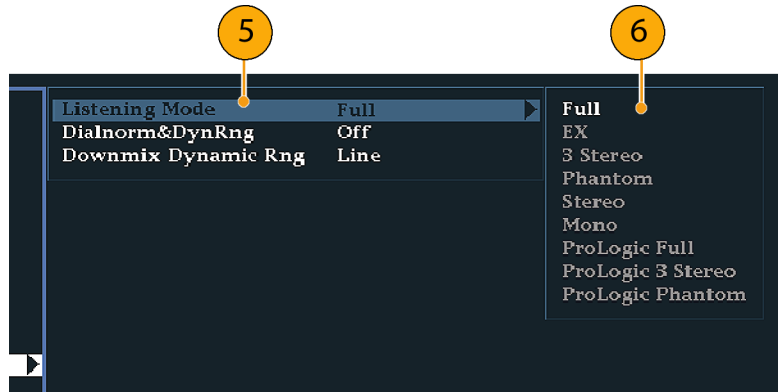 5
6
Listening Mode Full
Dialnorm&DynRng Off
Downmix Dynamic Rng Line
Full
EX
3 Stereo
Phantom
Stereo
Mono
ProLogic Full
ProLogic 3 Stereo
ProLogic Phantom